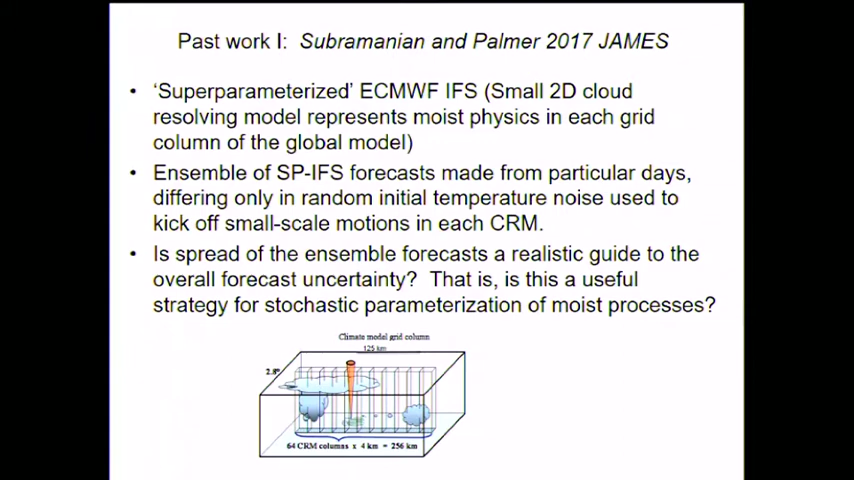 Past work I: Subramanian and Palmer 2017 JAMES
• 'Superparameterized' ECMWF IFS (Small 2D cloud
resolving model represents moist physics in each grid
column of the global model)
• Ensemble of SP-IFS forecasts made from particular days,
differing only in random initial temperature noise used to
kick off small-scale motions in each CRM.
• Is spread of the ensemble forecasts a realistic guide to the
overall forecast uncertainty? That is, is this a useful
strategy for stochastic parameterization of moist processes?
Climate model grid column
125 km
2.8°
64 CRM columns x 4 km = 256 km